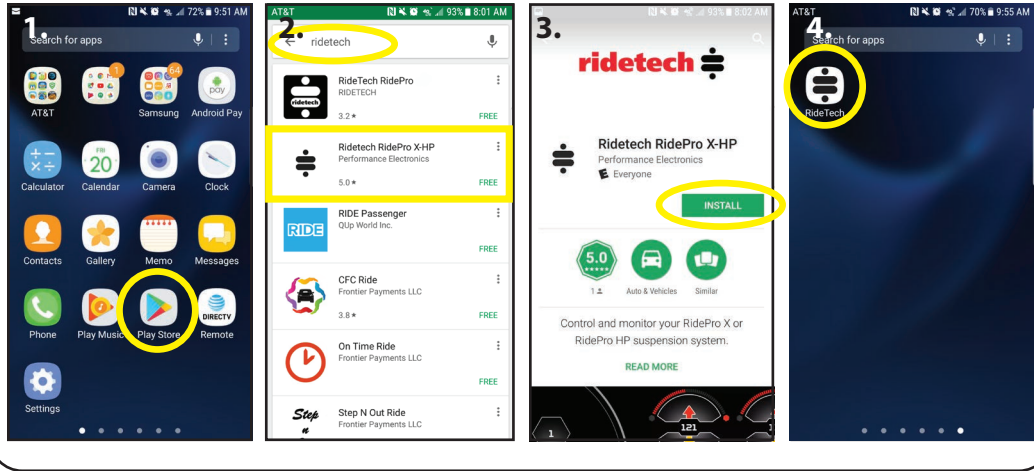 1.
72% 9:51 AM
Search for apps
1
64
pay
AT&T
Samsung
Android Pay
FRI
20
Calculator
Calendar
Camera
Clock
Contacts
Gallery
Memo
Messages
DIRECTV
Phone
Play Music
Play Store
Remote
Settings
2.
AT&T 93% 8:01 AM
ridetech
ridetech
RideTech RidePro
RIDETECH
3.2★ FREE
Ridetech RidePro X-HP
Performance Electronics
5.0★ FREE
RIDE
RIDE Passenger
QUp World Inc.
FREE
CFC Ride
Frontier Payments LLC
3.8★ FREE
On Time Ride
Frontier Payments LLC
FREE
Step
n
Step N Out Ride
Frontier Payments LLC
3.
93% 8:02 AM
ridetech
Ridetech RidePro X-HP
Performance Electronics
E Everyone
INSTALL
5.0
1
Auto & Vehicles
Similar
Control and monitor your RidePro X or
RidePro HP suspension system.
READ MORE
1
121
4.
AT&T 70% 9:55 AM
Search for apps
RideTech